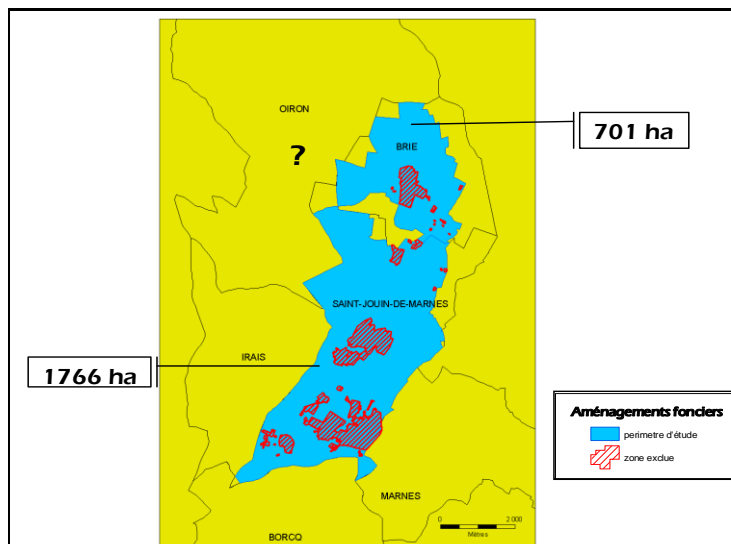 OIRON
?
BRIE
701 ha
SAINT-JOUIN-DE-MARNES
IRAIS
1766 ha
Aménagements fonciers
perimetre d'étude
zone exclue
MARNES
0 2 000
Mètres
BORCQ